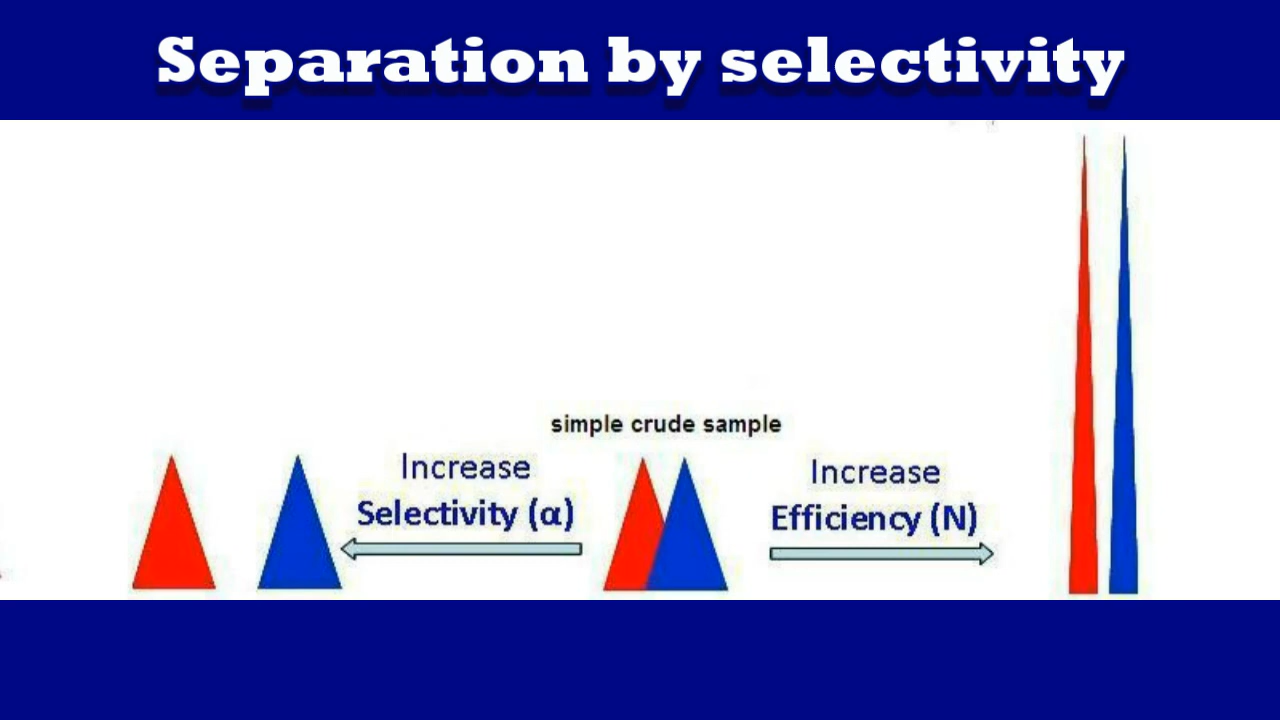 Separation by selectivity
simple crude sample
Increase
Selectivity (α)
Increase
Efficiency (N)